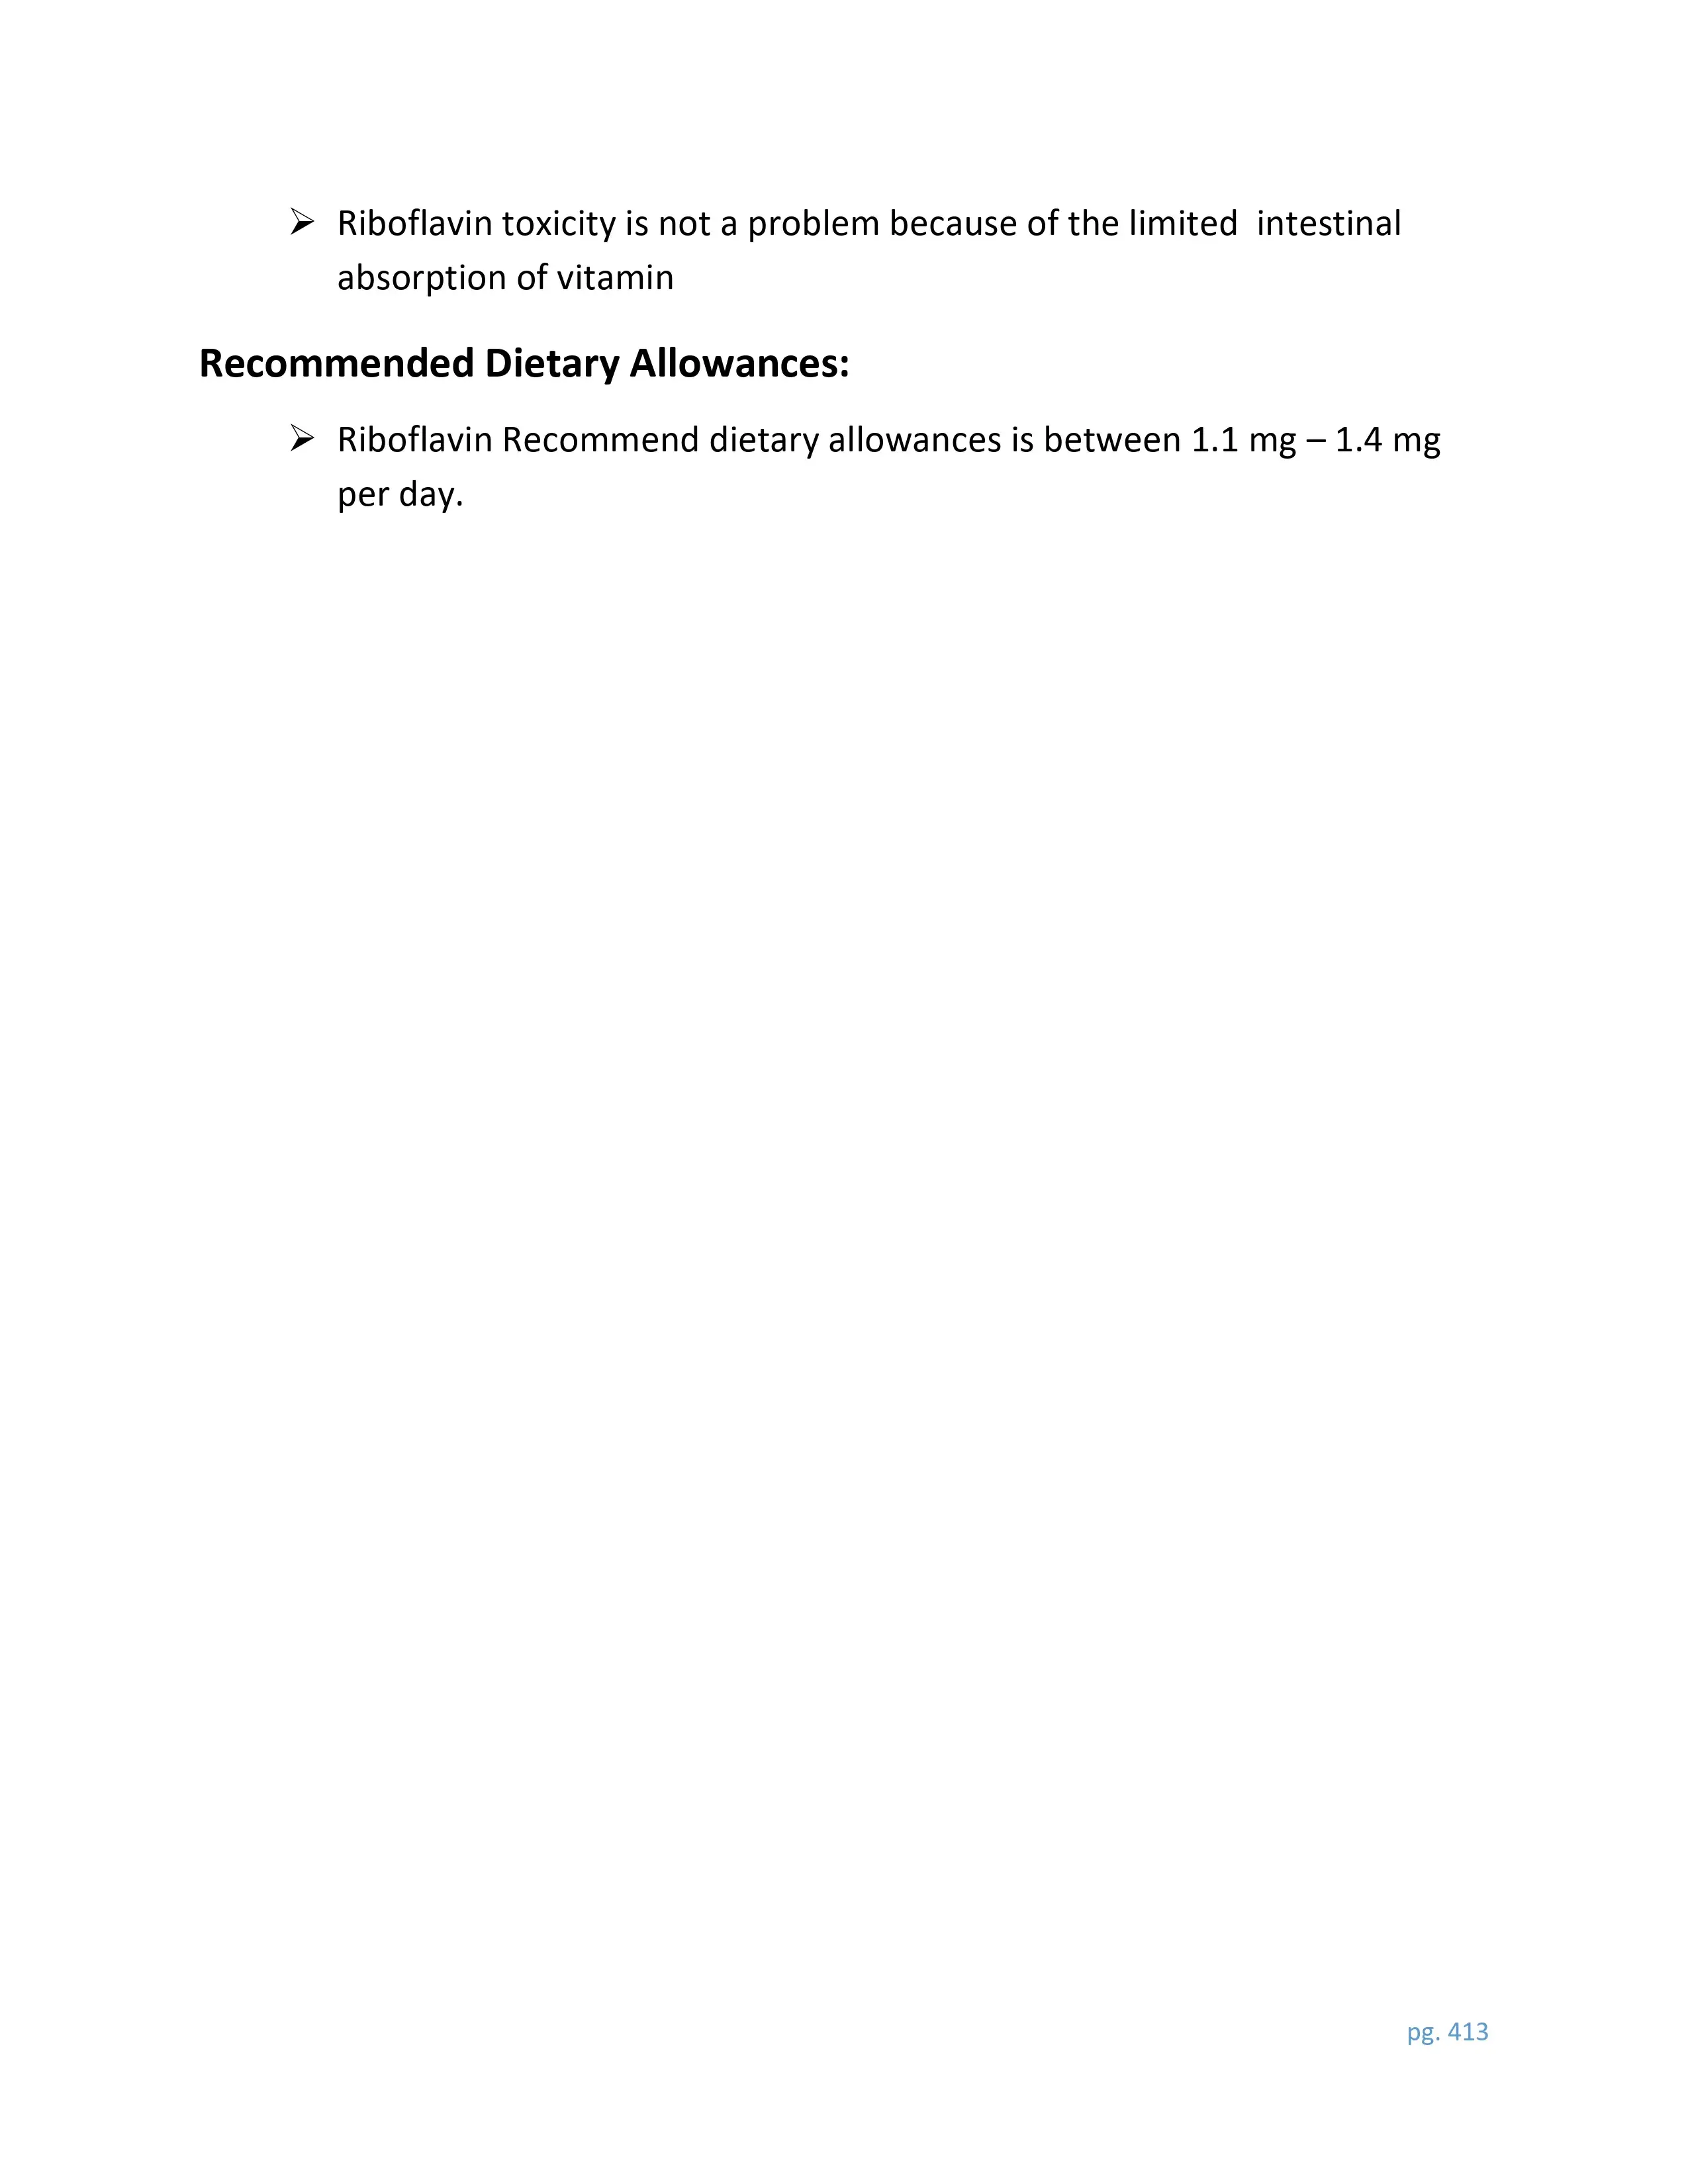 ➢ Riboflavin toxicity is not a problem because of the limited  intestinal
absorption of vitamin
Recommended Dietary Allowances:
➢ Riboflavin Recommend dietary allowances is between 1.1 mg – 1.4 mg
per day.
pg. 413